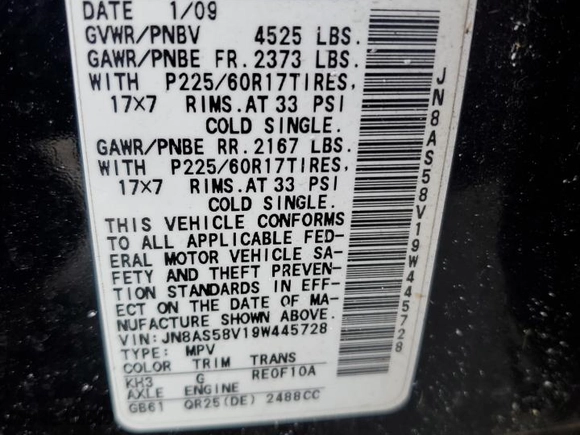 DATE 1/09
GVWR/PNBV 4525 LBS.
GAWR/PNBE FR. 2373 LBS.
WITH P225/60R17TIRES,
17x7 RIMS. AT 33 PSI
COLD SINGLE.
GAWR/PNBE RR. 2167 LBS.
WITH P225/60R17TIRES,
17x7 RIMS. AT 33 PSI
COLD SINGLE.
THIS VEHICLE CONFORMS
TO ALL APPLICABLE FED-
ERAL MOTOR VEHICLE SA-
FETY AND THEFT PREVEN-
TION STANDARDS IN EFF-
ECT ON THE DATE OF MA-
NUFACTURE SHOWN ABOVE.
VIN: JN8AS58V19W445728
TYPE: MPV
COLOR TRIM TRANS
KH3 G RE0F10A
AXLE ENGINE
GB61 QR25(DE) 2488CC
JN8AS58V19W445728